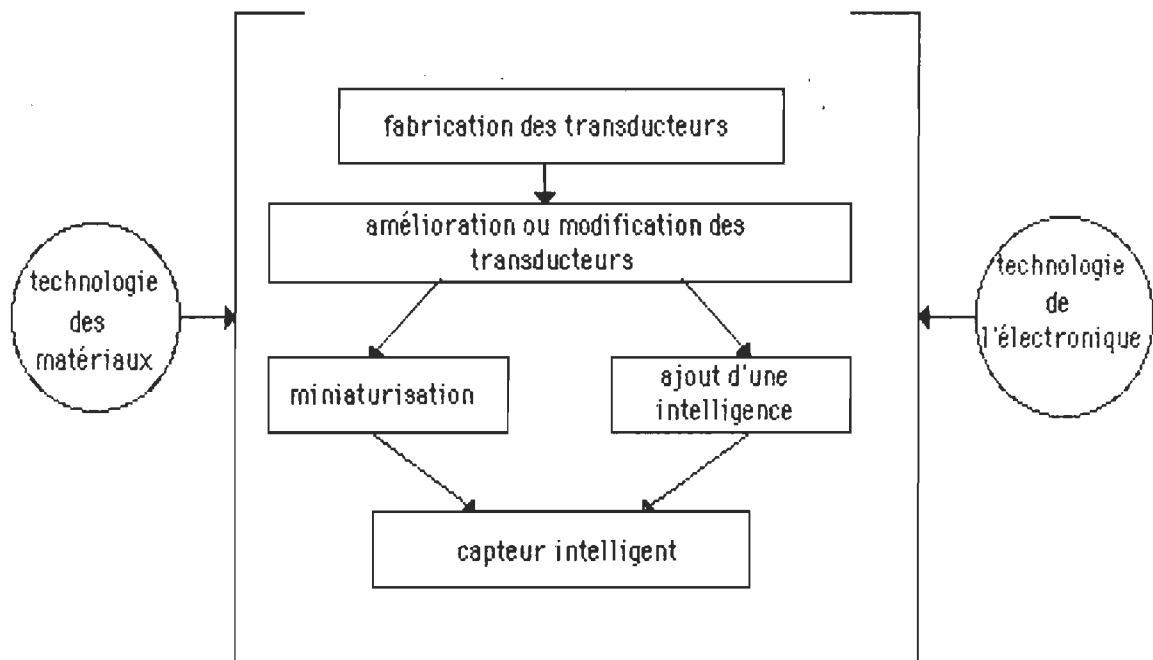 fabrication des transducteurs
amélioration ou modification des
transducteurs
technologie
des
matériaux
technologie
de
l'électronique
miniaturisation
ajout d'une
intelligence
capteur intelligent